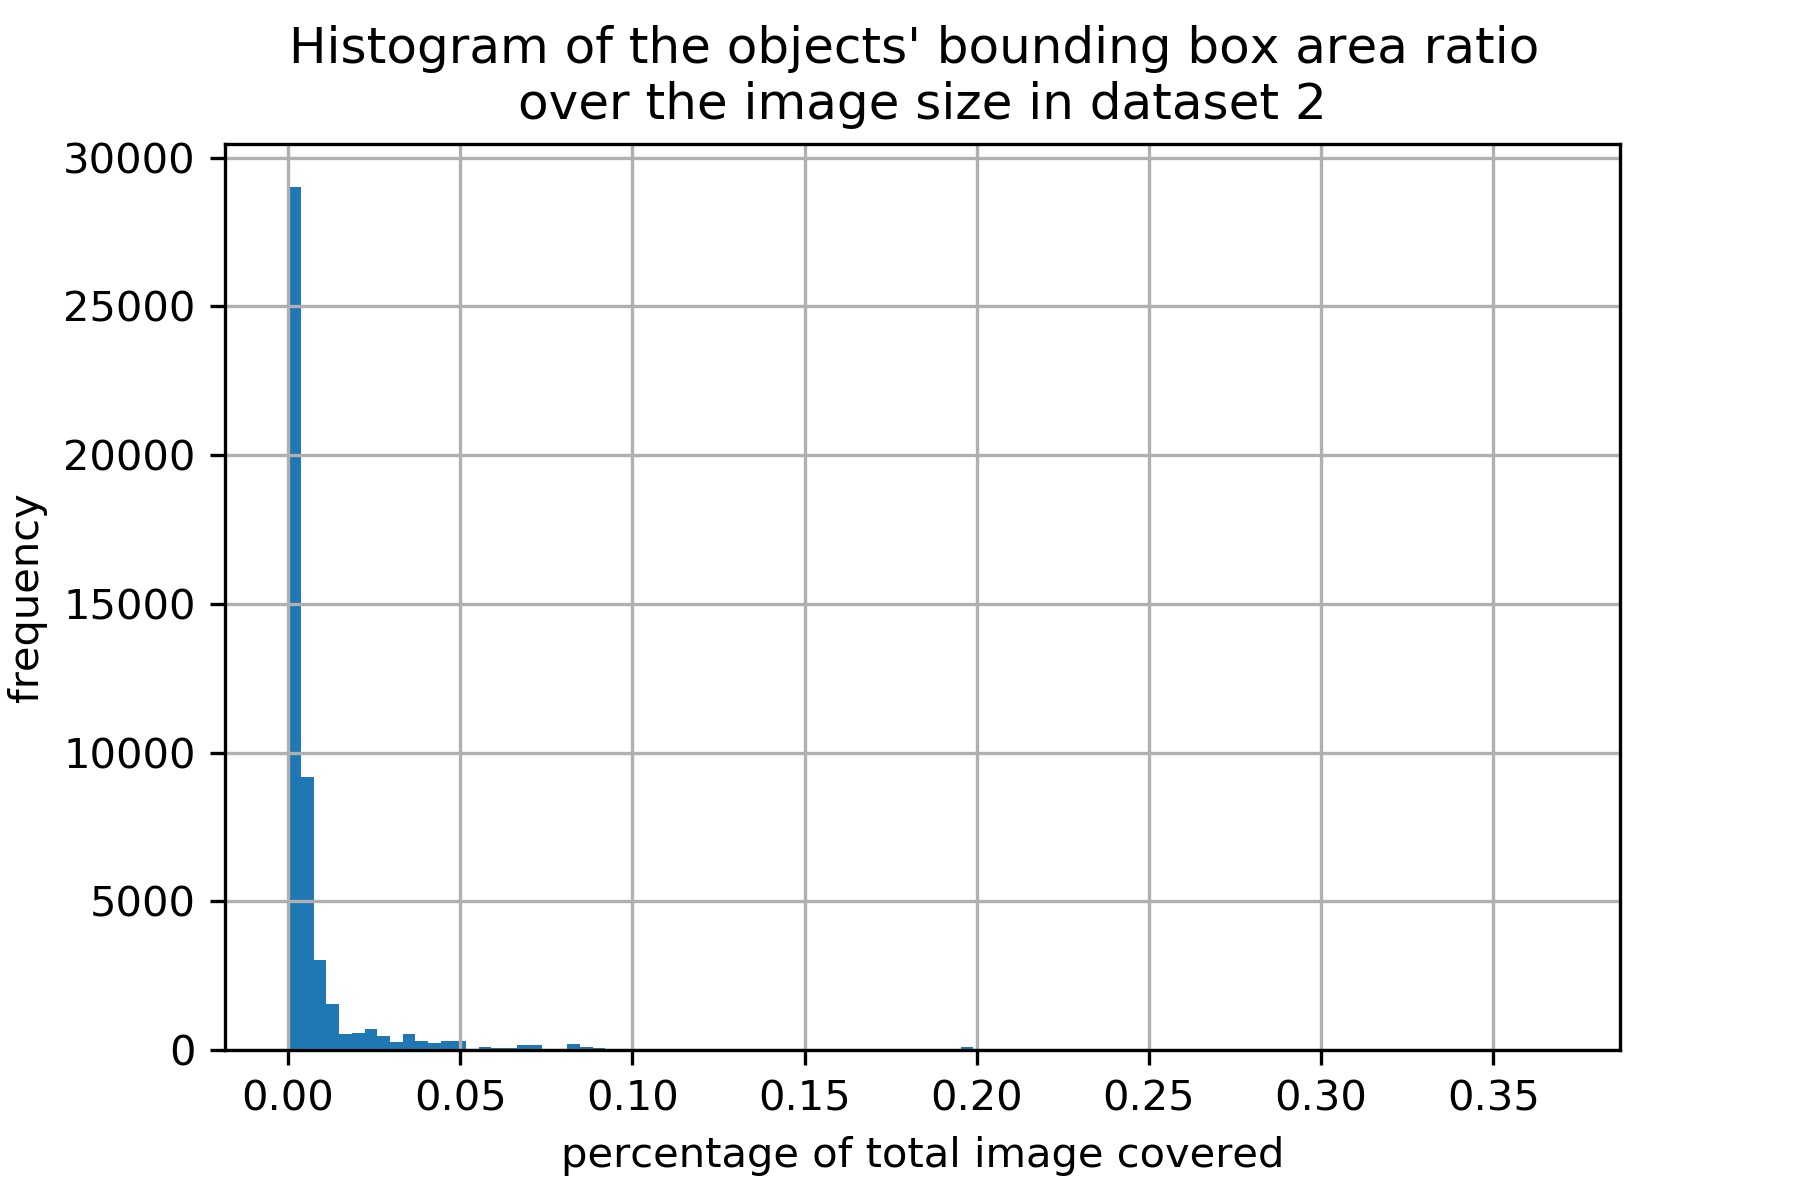 Histogram of the objects' bounding box area ratio
over the image size in dataset 2
30000
25000
20000
15000
10000
5000
0
frequency
0.00 0.05 0.10 0.15 0.20 0.25 0.30 0.35
percentage of total image covered